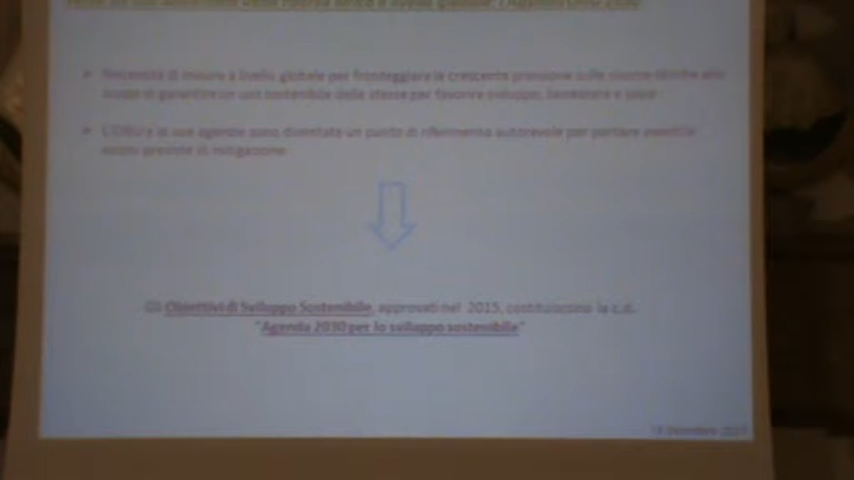 Necessità di misure a livello globale per fronteggiare la crescente pressione sulle risorse idriche allo
scopo di garantire un uso sostenibile delle stesse per favorire sviluppo, benessere e pace
L'ONU e le sue agenzie sono diventate un punto di riferimento autorevole per portare avanti le
azioni previste di mitigazione
Gli Obiettivi di Sviluppo Sostenibile, approvati nel 2015, costituiscono la c.d.
"Agenda 2030 per lo sviluppo sostenibile"